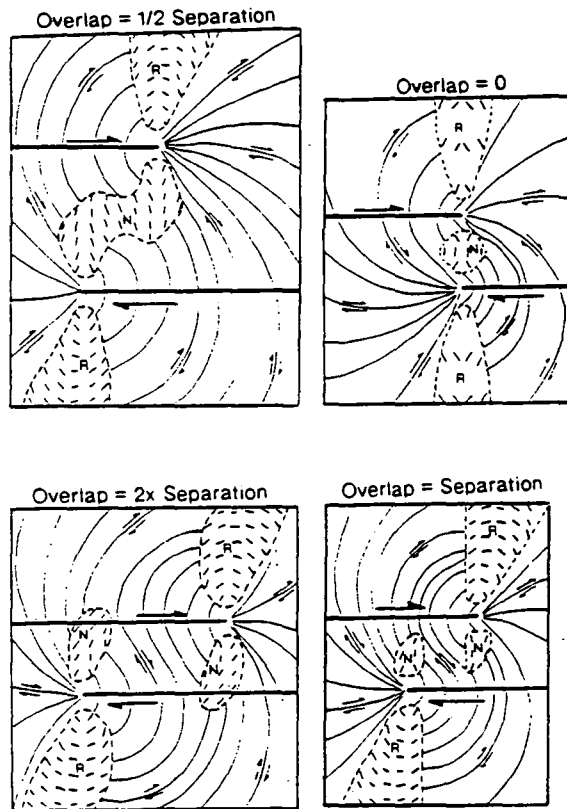 Overlap = 1/2 Separation
R
N
R
Overlap = 0
R
N
R
Overlap = 2x Separation
R
N
N
R
Overlap = Separation
R
N
N
R